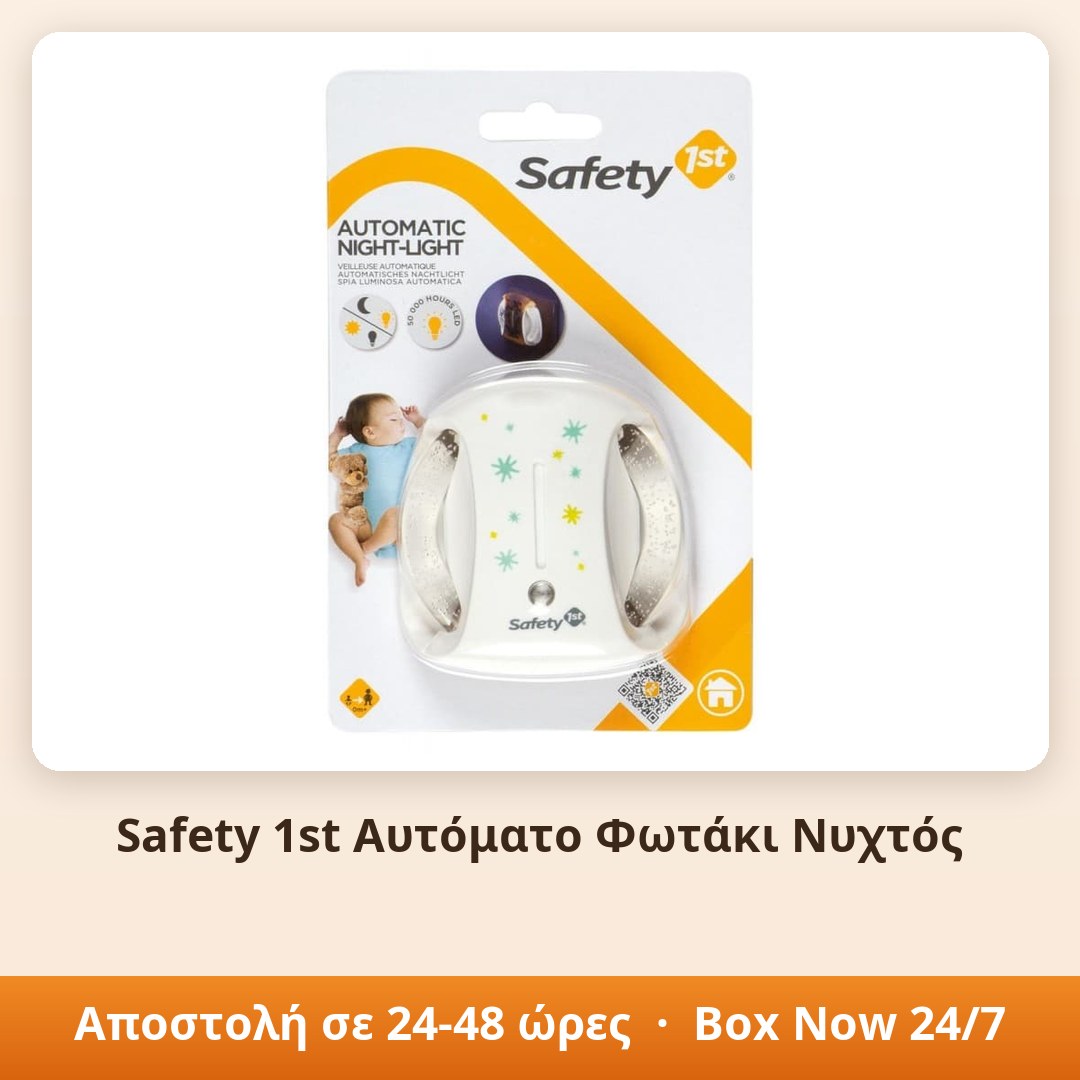 Safety 1st
AUTOMATIC
NIGHT-LIGHT
VEILLEUSE AUTOMATIQUE
AUTOMATISCHES NACHTLICHT
SPIA LUMINOSA AUTOMATICA
50 000 HOURS LED
Safety 1st
Safety 1st Αυτόματο Φωτάκι Νυχτός
Αποστολή σε 24-48 ώρες · Box Now 24/7